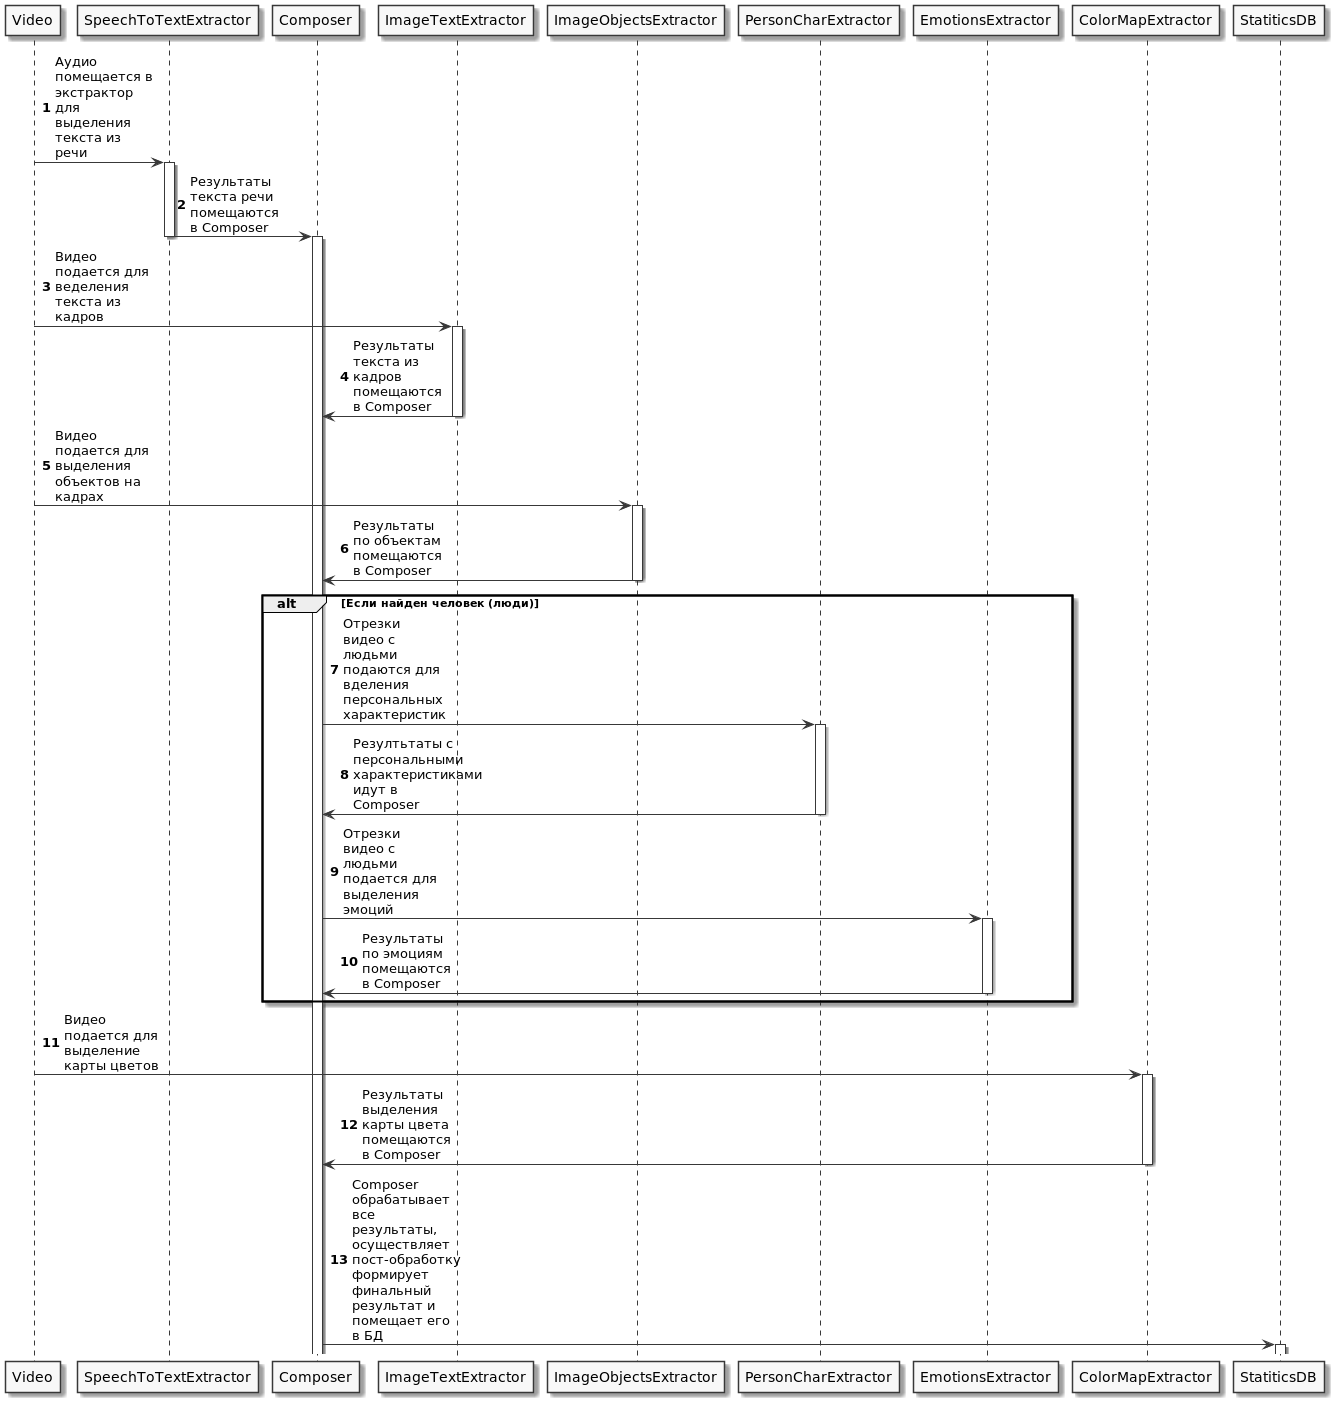 Video SpeechToTextExtractor Composer ImageTextExtractor ImageObjectsExtractor PersonCharExtractor EmotionsExtractor ColorMapExtractor StatiticsDB
Аудио
помещается в
экстрактор
1 для
выделения
текста из
речи
Результаты
2 текста речи
помещаются
в Composer
Видео
подается для
3 веделения
текста из
кадров
Результаты
текста из
4 кадров
помещаются
в Composer
Видео
подается для
5 выделения
объектов на
кадрах
Результаты
по объектам
6 помещаются
в Composer
alt [Если найден человек (люди)]
Отрезки
видео с
людьми
7 подаются для
вделения
персональных
характеристик
Резултьтаты с
персональными
8 характеристиками
идут в
Composer
Отрезки
видео с
9 людьми
подается для
выделения
эмоций
Результаты
по эмоциям
10 помещаются
в Composer
Видео
подается для
11 выделение
карты цветов
Результаты
выделения
12 карты цвета
помещаются
в Composer
Composer
обрабатывает
все
результаты,
осуществляет
13 пост-обработку
формирует
финальный
результат и
помещает его
в БД
Video SpeechToTextExtractor Composer ImageTextExtractor ImageObjectsExtractor PersonCharExtractor EmotionsExtractor ColorMapExtractor StatiticsDB